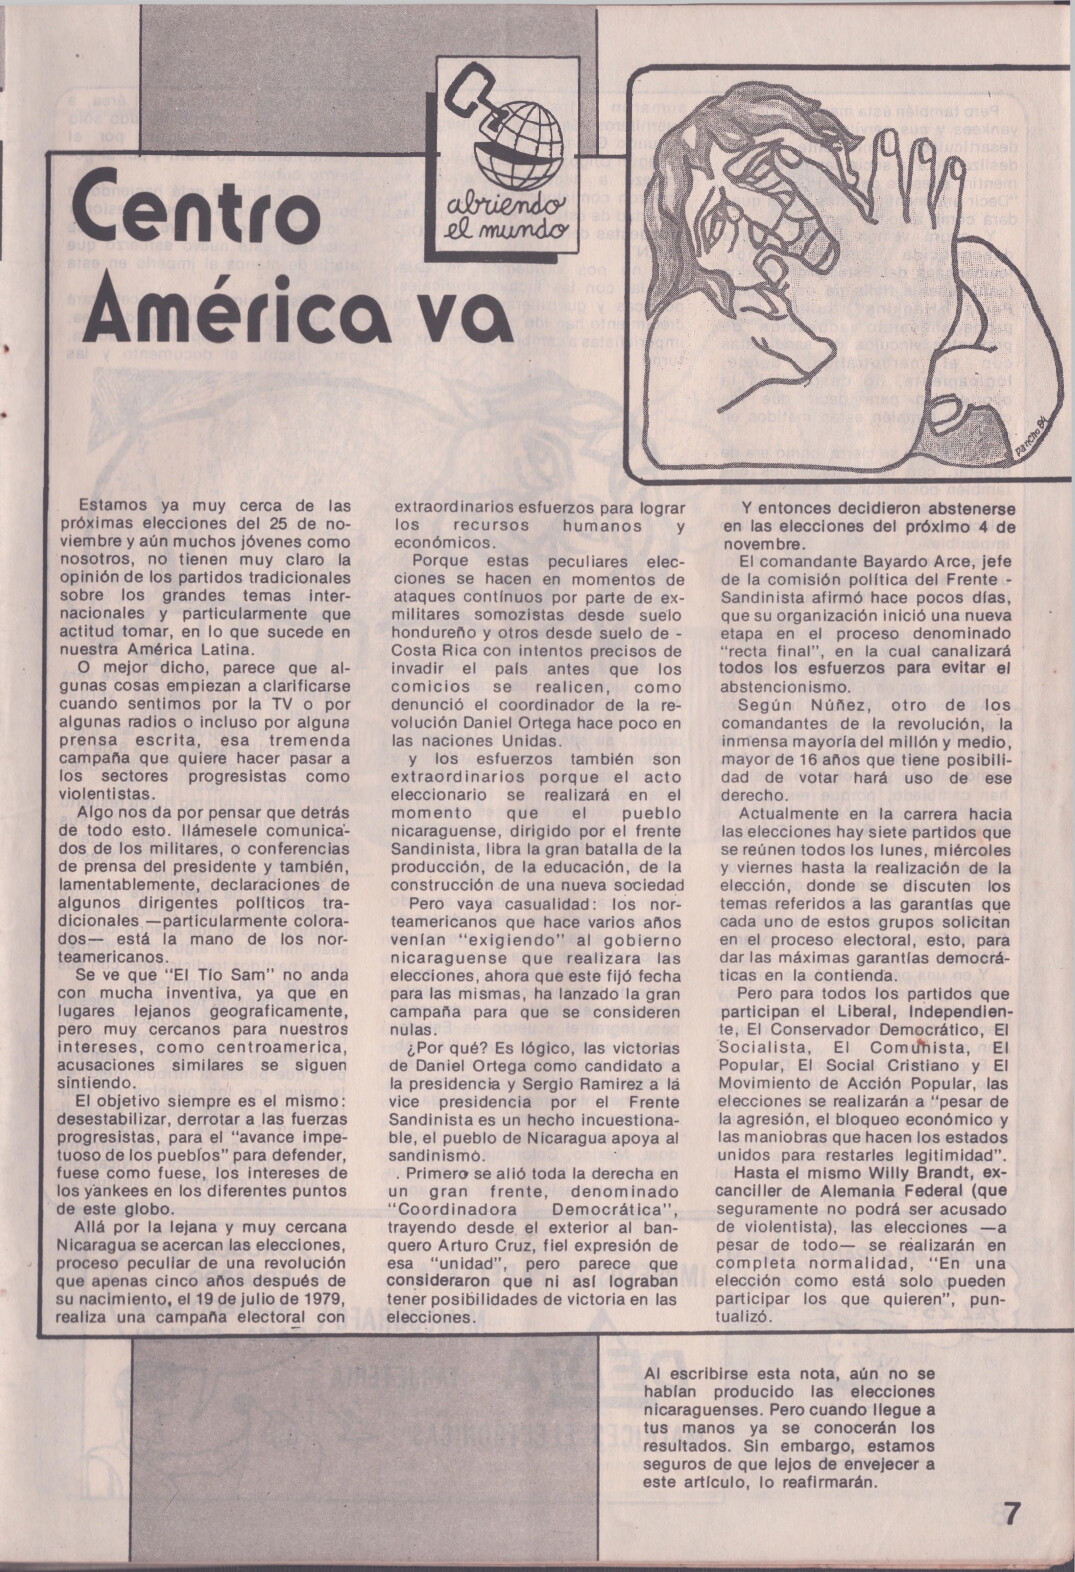 Centro
América va
abriendo
el mundo
pancho 84
Estamos ya muy cerca de las
próximas elecciones del 25 de no-
viembre y aún muchos jóvenes como
nosotros, no tienen muy claro la
opinión de los partidos tradicionales
sobre los grandes temas inter-
nacionales y particularmente que
actitud tomar, en lo que sucede en
nuestra América Latina.
O mejor dicho, parece que al-
gunas cosas empiezan a clarificarse
cuando sentimos por la TV o por
algunas radios o incluso por alguna
prensa escrita, esa tremenda
campaña que quiere hacer pasar a
los sectores progresistas como
violentistas.
Algo nos da por pensar que detrás
de todo esto. llámesele comunica-
dos de los militares, o conferencias
de prensa del presidente y también,
lamentablemente, declaraciones de
algunos dirigentes políticos tra-
dicionales —particularmente colora-
dos— está la mano de los nor-
teamericanos.
Se ve que "El Tío Sam" no anda
con mucha inventiva, ya que en
lugares lejanos geograficamente,
pero muy cercanos para nuestros
intereses, como centroamerica,
acusaciones similares se siguen
sintiendo.
El objetivo siempre es el mismo:
desestabilizar, derrotar a las fuerzas
progresistas, para el "avance impe-
tuoso de los pueblos" para defender,
fuese como fuese, los intereses de
los yankees en los diferentes puntos
de este globo.
Allá por la lejana y muy cercana
Nicaragua se acercan las elecciones,
proceso peculiar de una revolución
que apenas cinco años después de
su nacimiento, el 19 de julio de 1979,
realiza una campaña electoral con
extraordinarios esfuerzos para lograr
los recursos humanos y
económicos.
Porque estas peculiares elec-
ciones se hacen en momentos de
ataques contínuos por parte de ex-
militares somozistas desde suelo
hondureño y otros desde suelo de -
Costa Rica con intentos precisos de
invadir el país antes que los
comicios se realicen, como
denunció el coordinador de la re-
volución Daniel Ortega hace poco en
las naciones Unidas.
y los esfuerzos también son
extraordinarios porque el acto
eleccionario se realizará en el
momento que el pueblo
nicaraguense, dirigido por el frente
Sandinista, libra la gran batalla de la
producción, de la educación, de la
construcción de una nueva sociedad
Pero vaya casualidad: los nor-
teamericanos que hace varios años
venían "exigiendo" al gobierno
nicaraguense que realizara las
elecciones, ahora que este fijó fecha
para las mismas, ha lanzado la gran
campaña para que se consideren
nulas.
¿Por qué? Es lógico, las victorias
de Daniel Ortega como candidato a
la presidencia y Sergio Ramirez a la
vice presidencia por el Frente
Sandinista es un hecho incuestiona-
ble, el pueblo de Nicaragua apoya al
sandinismó.
. Primero se alió toda la derecha en
un gran frente, denominado
"Coordinadora Democrática",
trayendo desde el exterior al ban-
quero Arturo Cruz, fiel expresión de
esa "unidad", pero parece que
consideraron que ni así lograban
tener posibilidades de victoria en las
elecciones.
Y entonces decidieron abstenerse
en las elecciones del próximo 4 de
novembre.
El comandante Bayardo Arce, jefe
de la comisión política del Frente -
Sandinista afirmó hace pocos días,
que su organización inició una nueva
etapa en el proceso denominado
"recta final", en la cual canalizará
todos los esfuerzos para evitar el
abstencionismo.
Según Núñez, otro de los
comandantes de la revolución, la
inmensa mayoría del millón y medio,
mayor de 16 años que tiene posibili-
dad de votar hará uso de ese
derecho.
Actualmente en la carrera hacia
las elecciones hay siete partidos que
se reúnen todos los lunes, miércoles
y viernes hasta la realización de la
elección, donde se discuten los
temas referidos a las garantías que
cada uno de estos grupos solicitan
en el proceso electoral, esto, para
dar las máximas garantías democrá-
ticas en la contienda.
Pero para todos los partidos que
participan el Liberal, Independien-
te, El Conservador Democrático, El
Socialista, El Comunista, El
Popular, El Social Cristiano y El
Movimiento de Acción Popular, las
elecciones se realizarán a "pesar de
la agresión, el bloqueo económico y
las maniobras que hacen los estados
unidos para restarles legitimidad".
Hasta el mismo Willy Brandt, ex-
canciller de Alemania Federal (que
seguramente no podrá ser acusado
de violentista), las elecciones —a
pesar de todo— se realizarán en
completa normalidad, "En una
elección como está solo pueden
participar los que quieren", pun-
tualizó.
Al escribirse esta nota, aún no se
habían producido las elecciones
nicaraguenses. Pero cuando llegue a
tus manos ya se conocerán los
resultados. Sin embargo, estamos
seguros de que lejos de envejecer a
este artículo, lo reafirmarán.
7